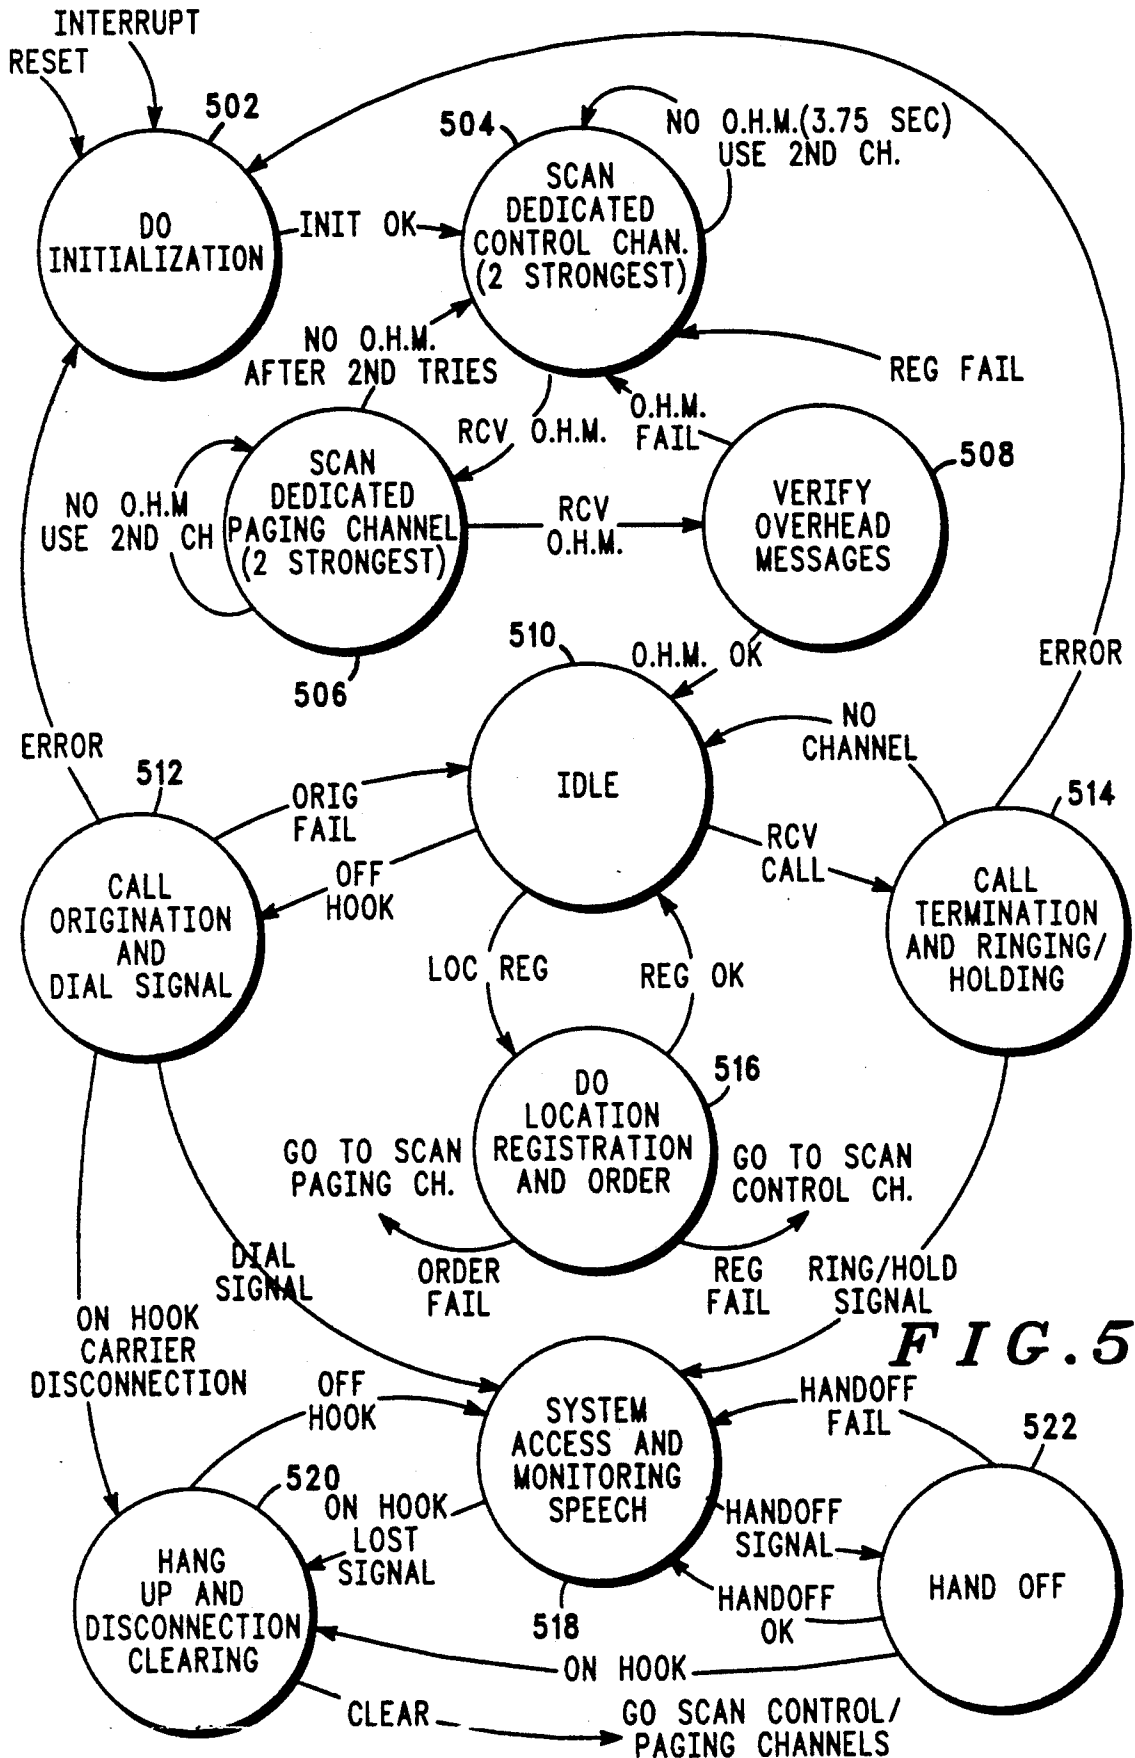 INTERRUPT
RESET
502
504
NO O.H.M.(3.75 SEC)
USE 2ND CH.
DO
INITIALIZATION
INIT OK
SCAN
DEDICATED
CONTROL CHAN.
(2 STRONGEST)
NO O.H.M.
AFTER 2ND TRIES
REG FAIL
RCV O.H.M.
O.H.M.
FAIL
508
NO O.H.M
USE 2ND CH
SCAN
DEDICATED
PAGING CHANNEL
(2 STRONGEST)
RCV
O.H.M.
VERIFY
OVERHEAD
MESSAGES
506
510
O.H.M. OK
ERROR
ERROR
NO
CHANNEL
512
ORIG
FAIL
IDLE
514
OFF
HOOK
RCV
CALL
CALL
ORIGINATION
AND
DIAL SIGNAL
CALL
TERMINATION
AND RINGING/
HOLDING
LOC REG
REG OK
516
DO
LOCATION
REGISTRATION
AND ORDER
GO TO SCAN
PAGING CH.
GO TO SCAN
CONTROL CH.
ORDER
FAIL
REG
FAIL
DIAL
SIGNAL
RING/HOLD
SIGNAL
FIG.5
ON HOOK
CARRIER
DISCONNECTION
OFF
HOOK
SYSTEM
ACCESS AND
MONITORING
SPEECH
HANDOFF
FAIL
522
520
ON HOOK
LOST
SIGNAL
HANDOFF
SIGNAL
HANG
UP AND
DISCONNECTION
CLEARING
HAND OFF
518
HANDOFF
OK
ON HOOK
CLEAR
GO SCAN CONTROL/
PAGING CHANNELS